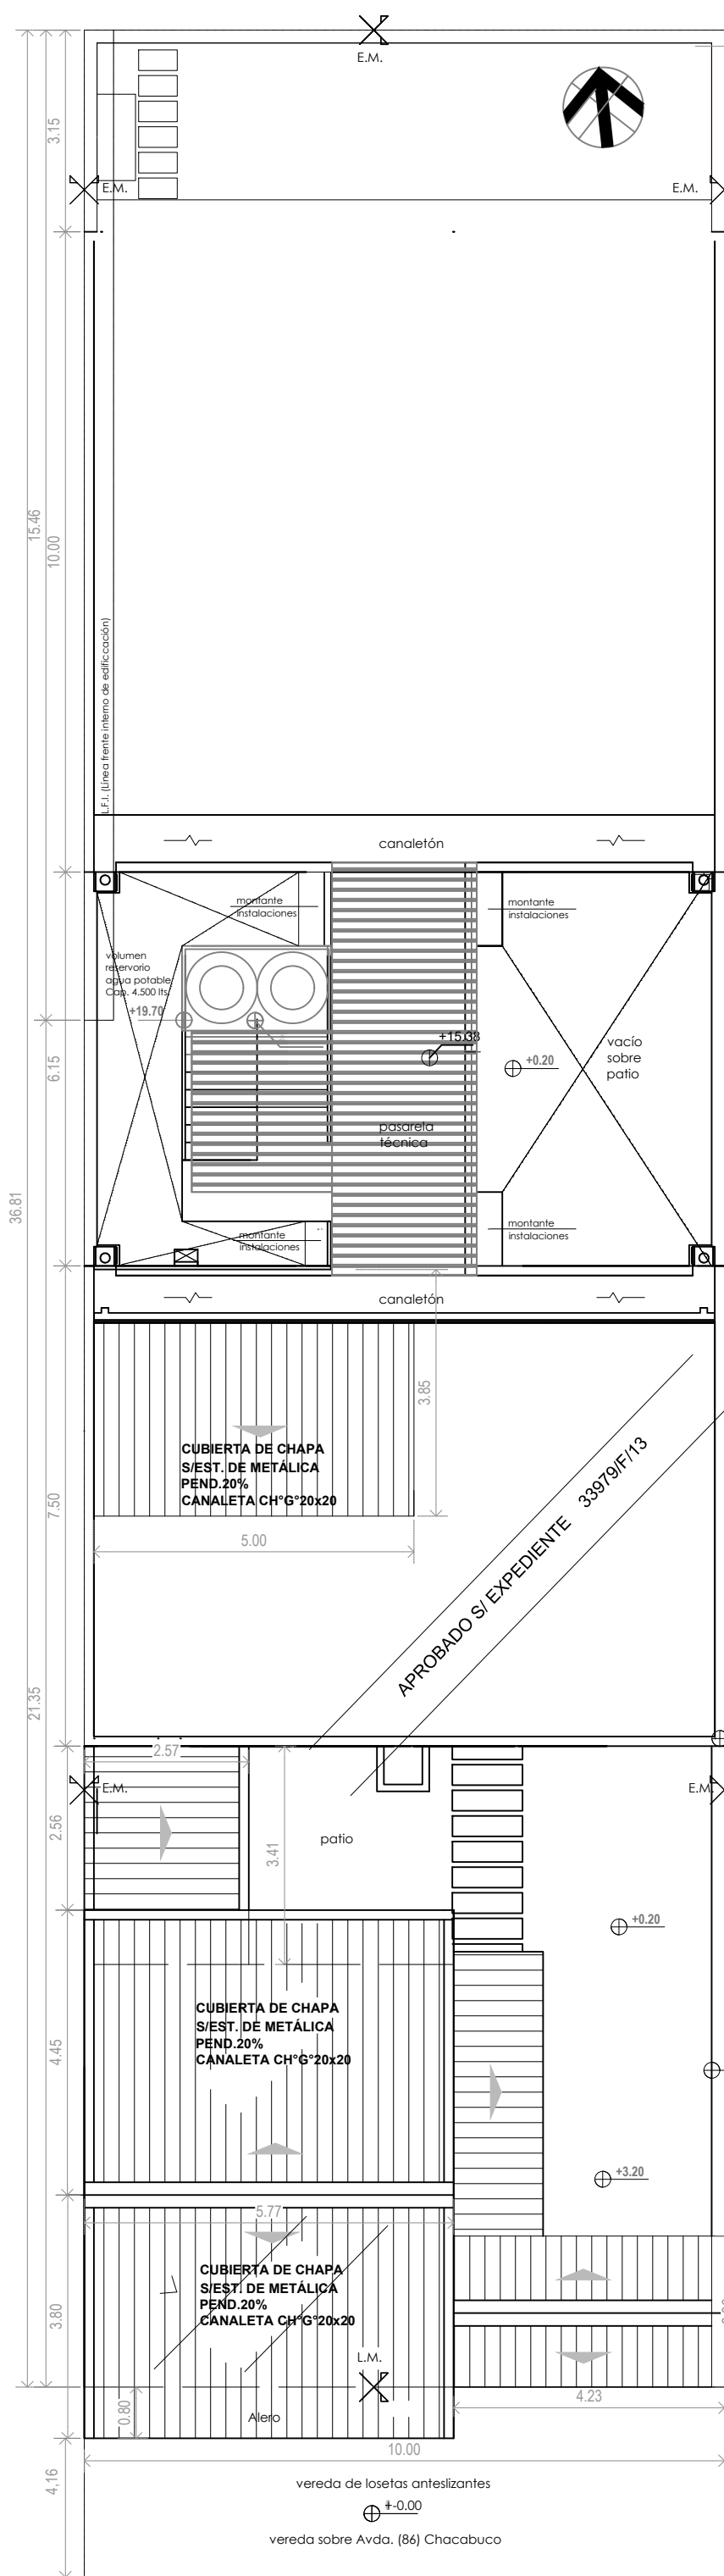 E.M.
3.15
E.M.
E.M.
15.46
10.00
L.F.I. (Línea frente interno de edificcación)
canaletón
montante
instalaciones
montante
instalaciones
volumen
reservorio
agua potable
Cap. 4.500 lts.
+19.70
+15.38
+0.20
vacío
sobre
patio
6.15
pasarela
técnica
36.81
montante
instalaciones
montante
instalaciones
canaletón
3.85
CUBIERTA DE CHAPA
S/EST. DE METÁLICA
PEND.20%
CANALETA CH°G°20x20
7.50
5.00
APROBADO S/ EXPEDIENTE 33979/F/13
21.35
2.57
E.M.
E.M.
2.56
3.41
patio
+0.20
CUBIERTA DE CHAPA
S/EST. DE METÁLICA
PEND.20%
CANALETA CH°G°20x20
4.45
+3.20
5.77
CUBIERTA DE CHAPA
S/EST. DE METÁLICA
PEND.20%
CANALETA CH°G°20x20
3.80
L.M.
4.23
0.80
Alero
10.00
4,16
vereda de losetas anteslizantes
+-0.00
vereda sobre Avda. (86) Chacabuco